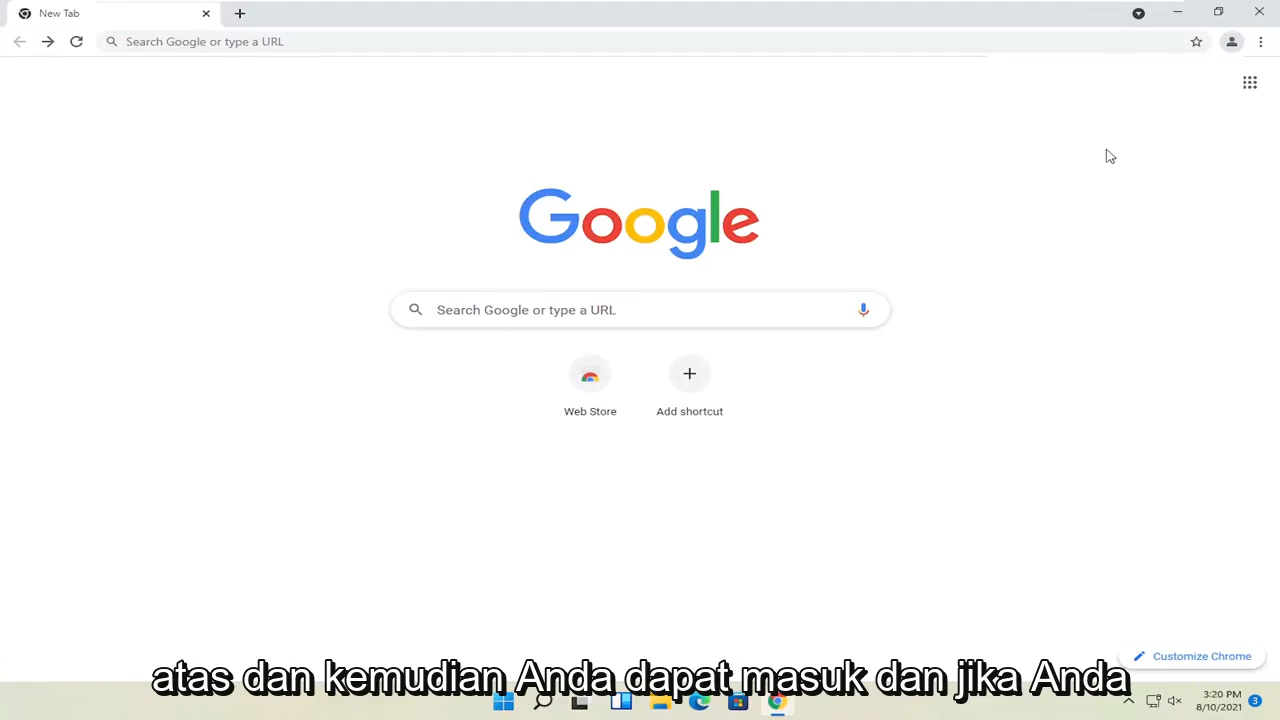 New Tab
Search Google or type a URL
Google
Search Google or type a URL
Web Store
Add shortcut
Customize Chrome
atas dan kemudian Anda dapat masuk dan jika Anda
3:20 PM
8/10/2021
3